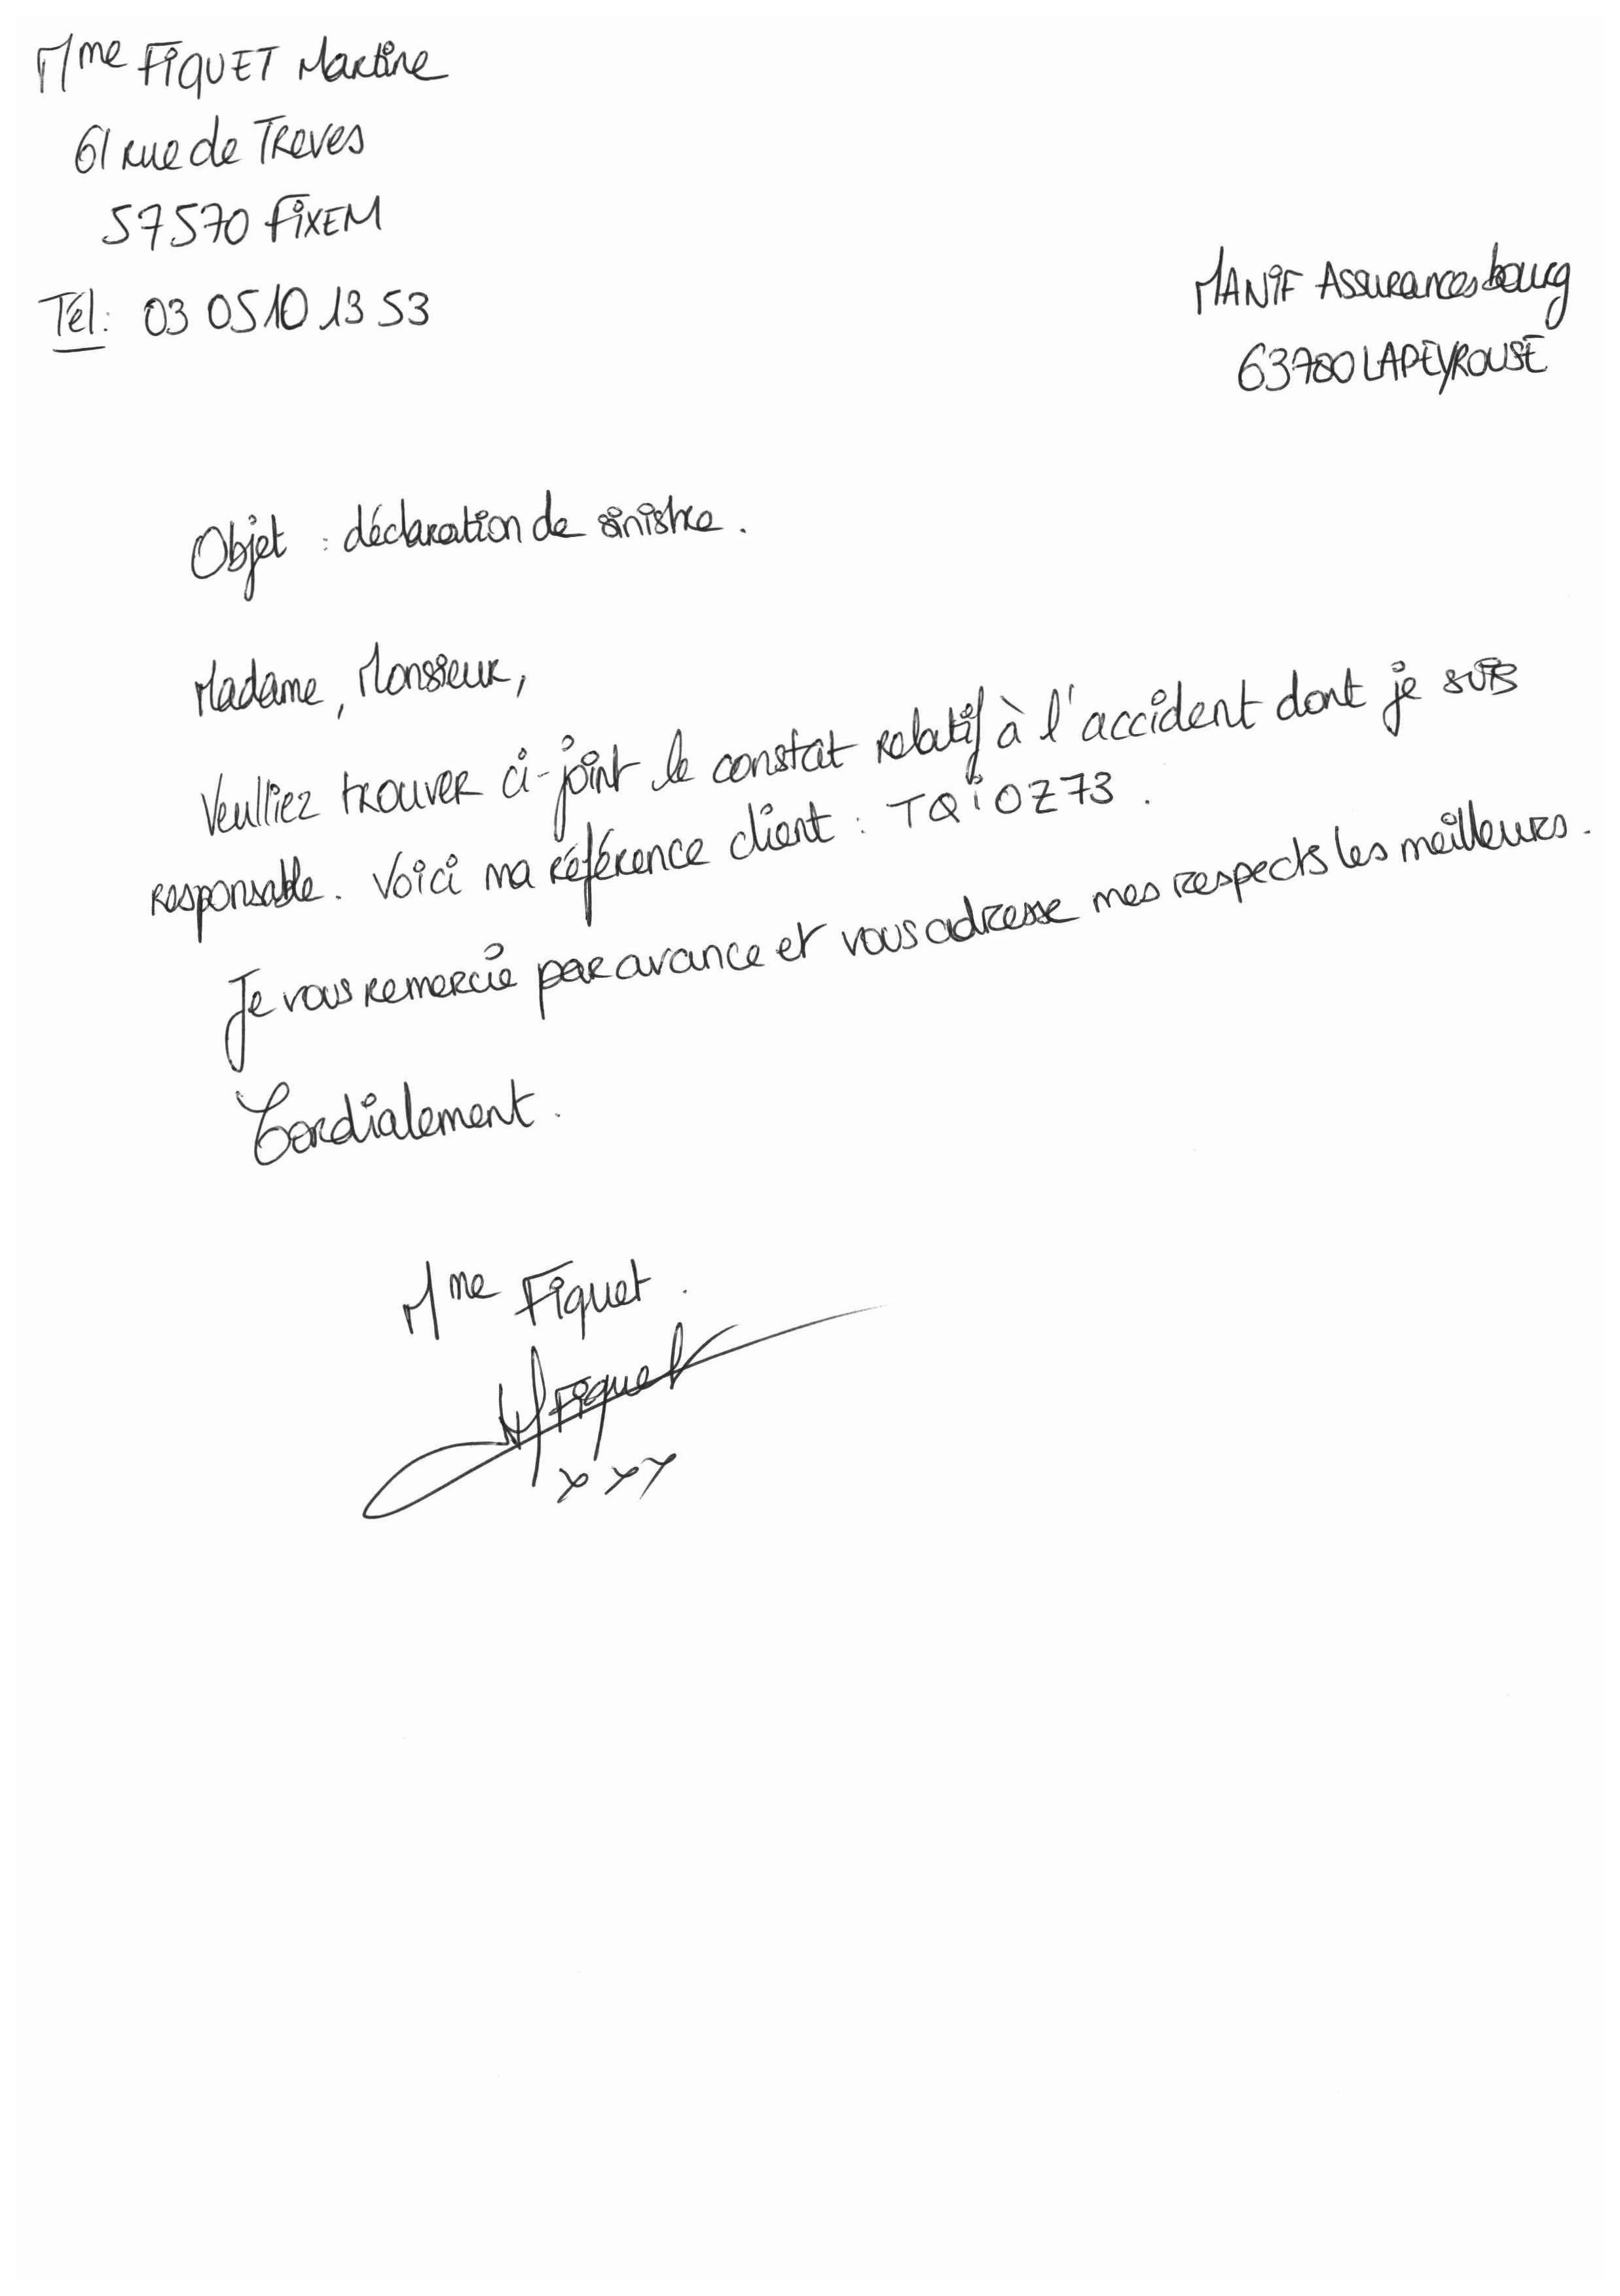 Mme FIQUET Martine
61 rue de Treves
57570 FIXEM
Tél: 03 05 10 13 53
MANIF Assurances bourg
63700 LAPEYROUSE
Objet : déclaration de sinistre.
Madame, Monsieur,
Veulliez trouver ci-joint le constat relatif à l'accident dont je suis
responsable. Voici ma référence client : TQIOZ73.
Je vous remercie par avance et vous adresse mes respects les meilleurs.
Cordialement.
Mme Fiquet.
Fiquet